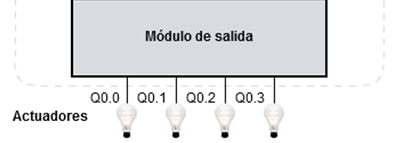 Módulo de salida
Q0.0 Q0.1 Q0.2 Q0.3
Actuadores